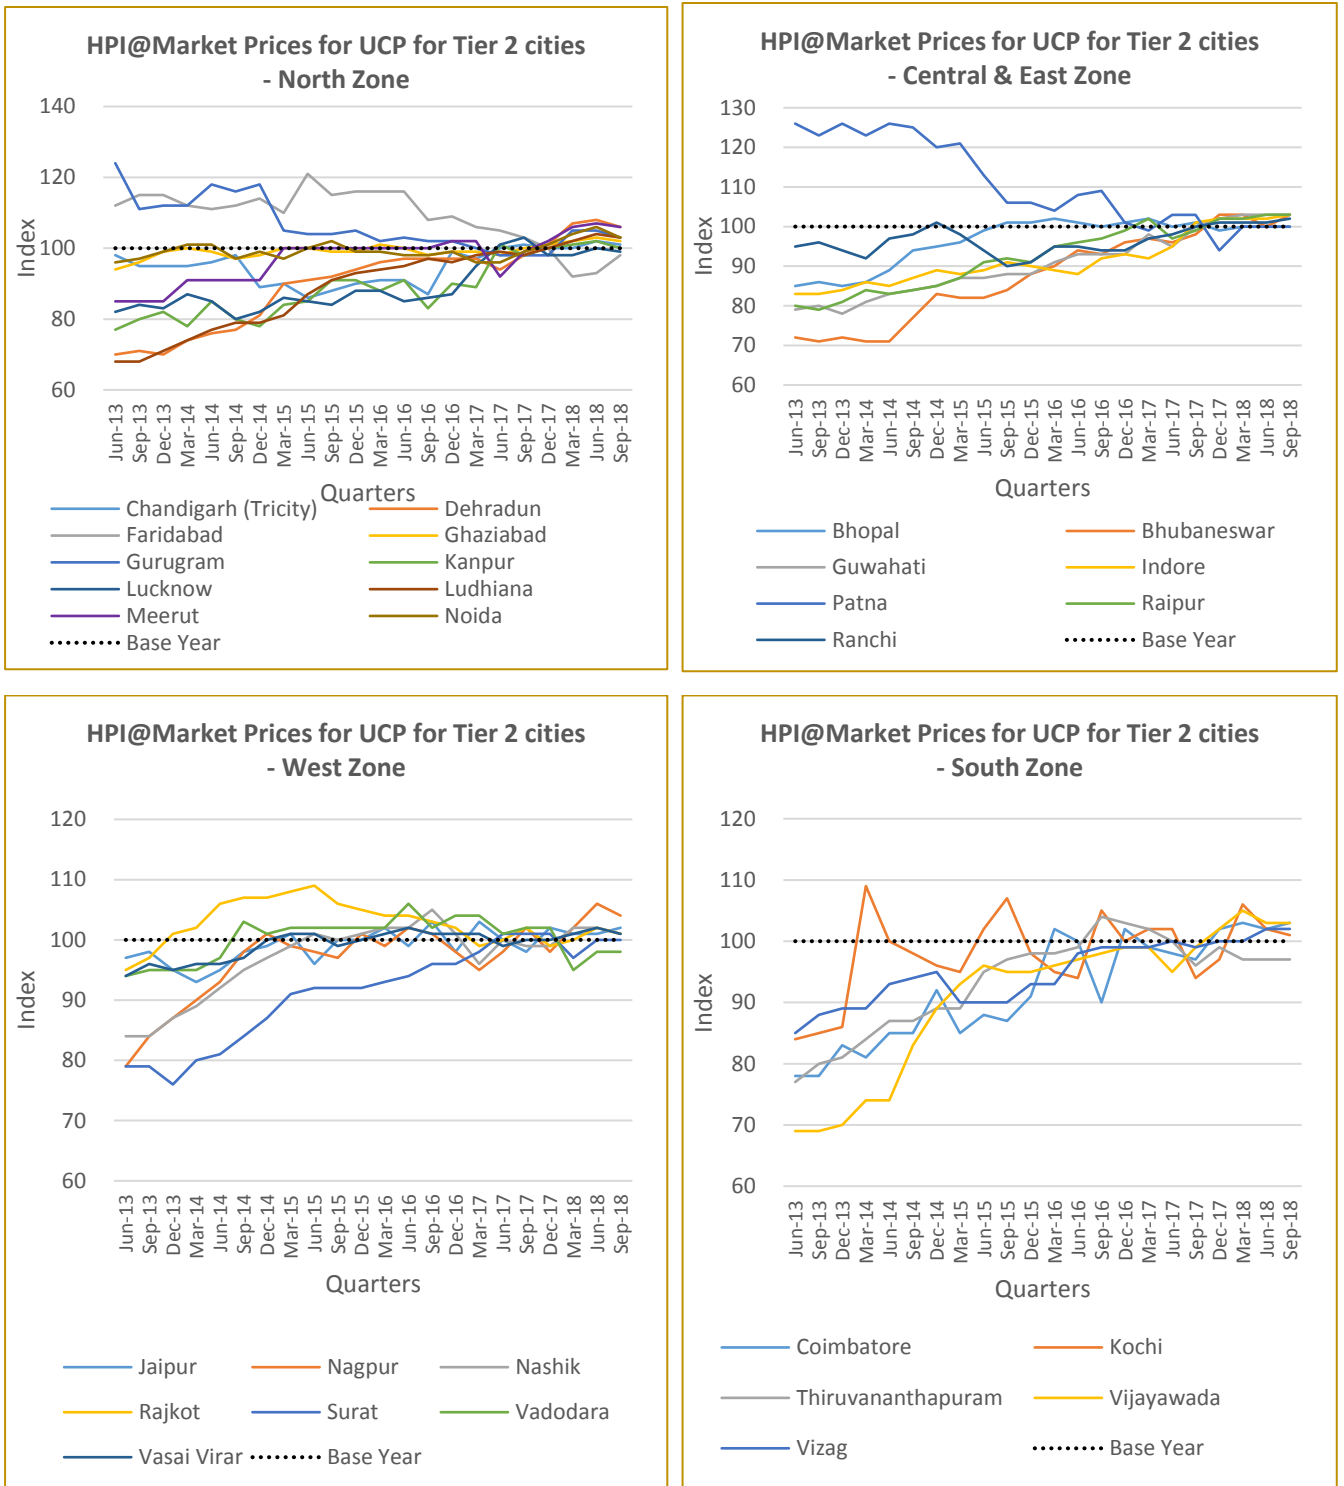 HPI@Market Prices for UCP for Tier 2 cities
- North Zone
140
120
100
80
60
Index
Jun-13
Sep-13
Dec-13
Mar-14
Jun-14
Sep-14
Dec-14
Mar-15
Jun-15
Sep-15
Dec-15
Mar-16
Jun-16
Sep-16
Dec-16
Mar-17
Jun-17
Sep-17
Dec-17
Mar-18
Jun-18
Sep-18
Quarters
Chandigarh (Tricity)
Dehradun
Faridabad
Ghaziabad
Gurugram
Kanpur
Lucknow
Ludhiana
Meerut
Noida
Base Year
HPI@Market Prices for UCP for Tier 2 cities
- Central & East Zone
130
120
110
100
90
80
70
60
Index
Jun-13
Sep-13
Dec-13
Mar-14
Jun-14
Sep-14
Dec-14
Mar-15
Jun-15
Sep-15
Dec-15
Mar-16
Jun-16
Sep-16
Dec-16
Mar-17
Jun-17
Sep-17
Dec-17
Mar-18
Jun-18
Sep-18
Quarters
Bhopal
Bhubaneswar
Guwahati
Indore
Patna
Raipur
Ranchi
Base Year
HPI@Market Prices for UCP for Tier 2 cities
- West Zone
120
110
100
90
80
70
60
Index
Jun-13
Sep-13
Dec-13
Mar-14
Jun-14
Sep-14
Dec-14
Mar-15
Jun-15
Sep-15
Dec-15
Mar-16
Jun-16
Sep-16
Dec-16
Mar-17
Jun-17
Sep-17
Dec-17
Mar-18
Jun-18
Sep-18
Quarters
Jaipur
Nagpur
Nashik
Rajkot
Surat
Vadodara
Vasai Virar
Base Year
HPI@Market Prices for UCP for Tier 2 cities
- South Zone
120
110
100
90
80
70
60
Index
Jun-13
Sep-13
Dec-13
Mar-14
Jun-14
Sep-14
Dec-14
Mar-15
Jun-15
Sep-15
Dec-15
Mar-16
Jun-16
Sep-16
Dec-16
Mar-17
Jun-17
Sep-17
Dec-17
Mar-18
Jun-18
Sep-18
Quarters
Coimbatore
Kochi
Thiruvananthapuram
Vijayawada
Vizag
Base Year